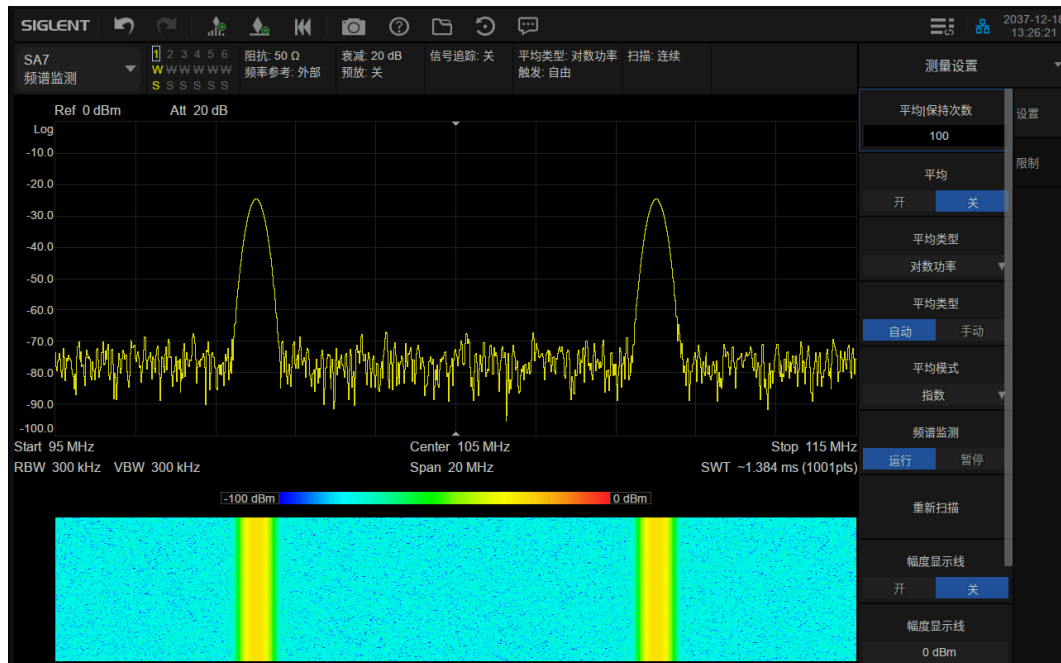 SIGLENT
2037-12-18
13:26:21
SA7
频谱监测
1 2 3 4 5 6
W W W W W W
S S S S S S
阻抗: 50 Ω
频率参考: 外部
衰减: 20 dB
预放: 关
信号追踪: 关
平均类型: 对数功率
触发: 自由
扫描: 连续
测量设置
设置
限制
Ref 0 dBm Att 20 dB
Log
-10.0
-20.0
-30.0
-40.0
-50.0
-60.0
-70.0
-80.0
-90.0
-100.0
Start 95 MHz Center 105 MHz Stop 115 MHz
RBW 300 kHz VBW 300 kHz Span 20 MHz SWT ~1.384 ms (1001pts)
-100 dBm 0 dBm
平均|保持次数
100
平均
开 关
平均类型
对数功率
平均类型
自动 手动
平均模式
指数
频谱监测
运行 暂停
重新扫描
幅度显示线
开 关
幅度显示线
0 dBm